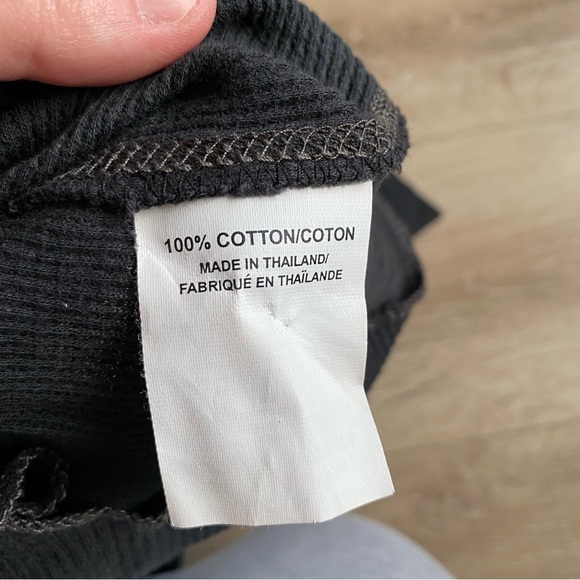 100% COTTON/COTON
MADE IN THAILAND/
FABRIQUÉ EN THAÏLANDE